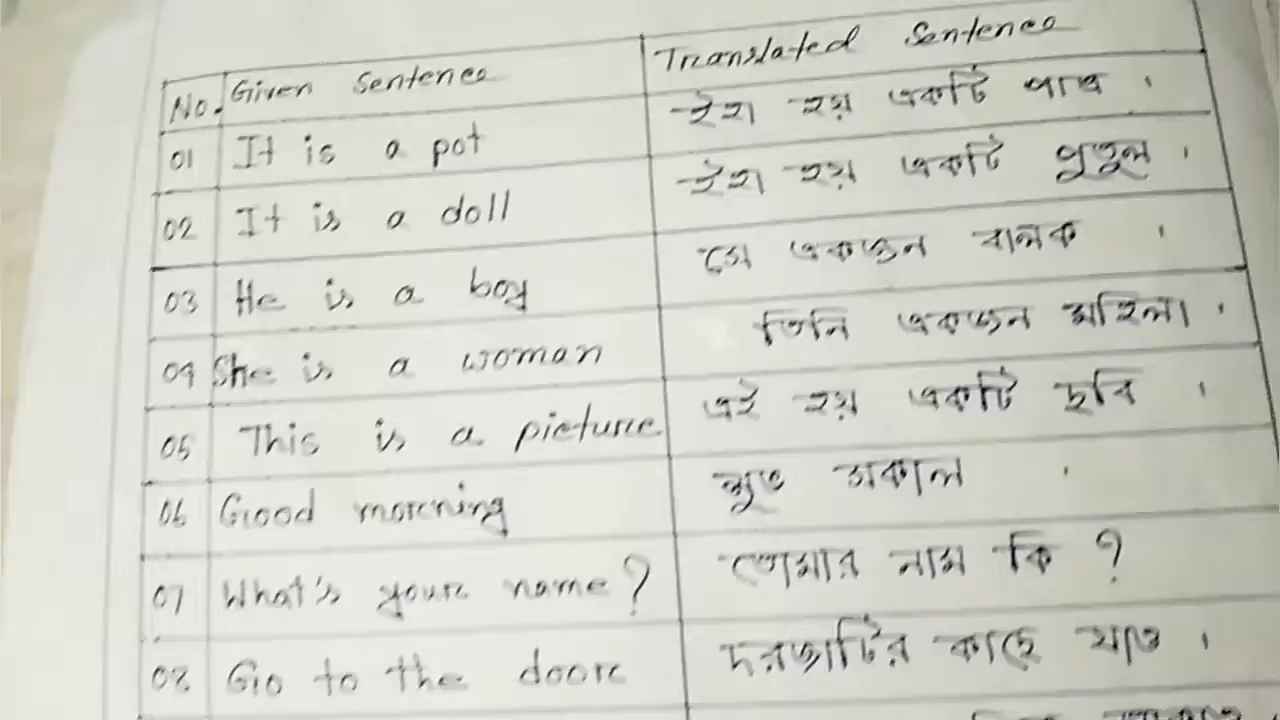 No. Given Sentence Translated Sentence
01 It is a pot ইহা হয় একটি পাত্র ।
02 It is a doll ইহা হয় একটি পুতুল ।
03 He is a boy সে একজন বালক ।
04 She is a woman তিনি একজন মহিলা ।
05 This is a picture এই হয় একটি ছবি ।
06 Good morning শুভ সকাল ।
07 What's your name? তোমার নাম কি ?
08 Go to the door দরজাটির কাছে যাও ।